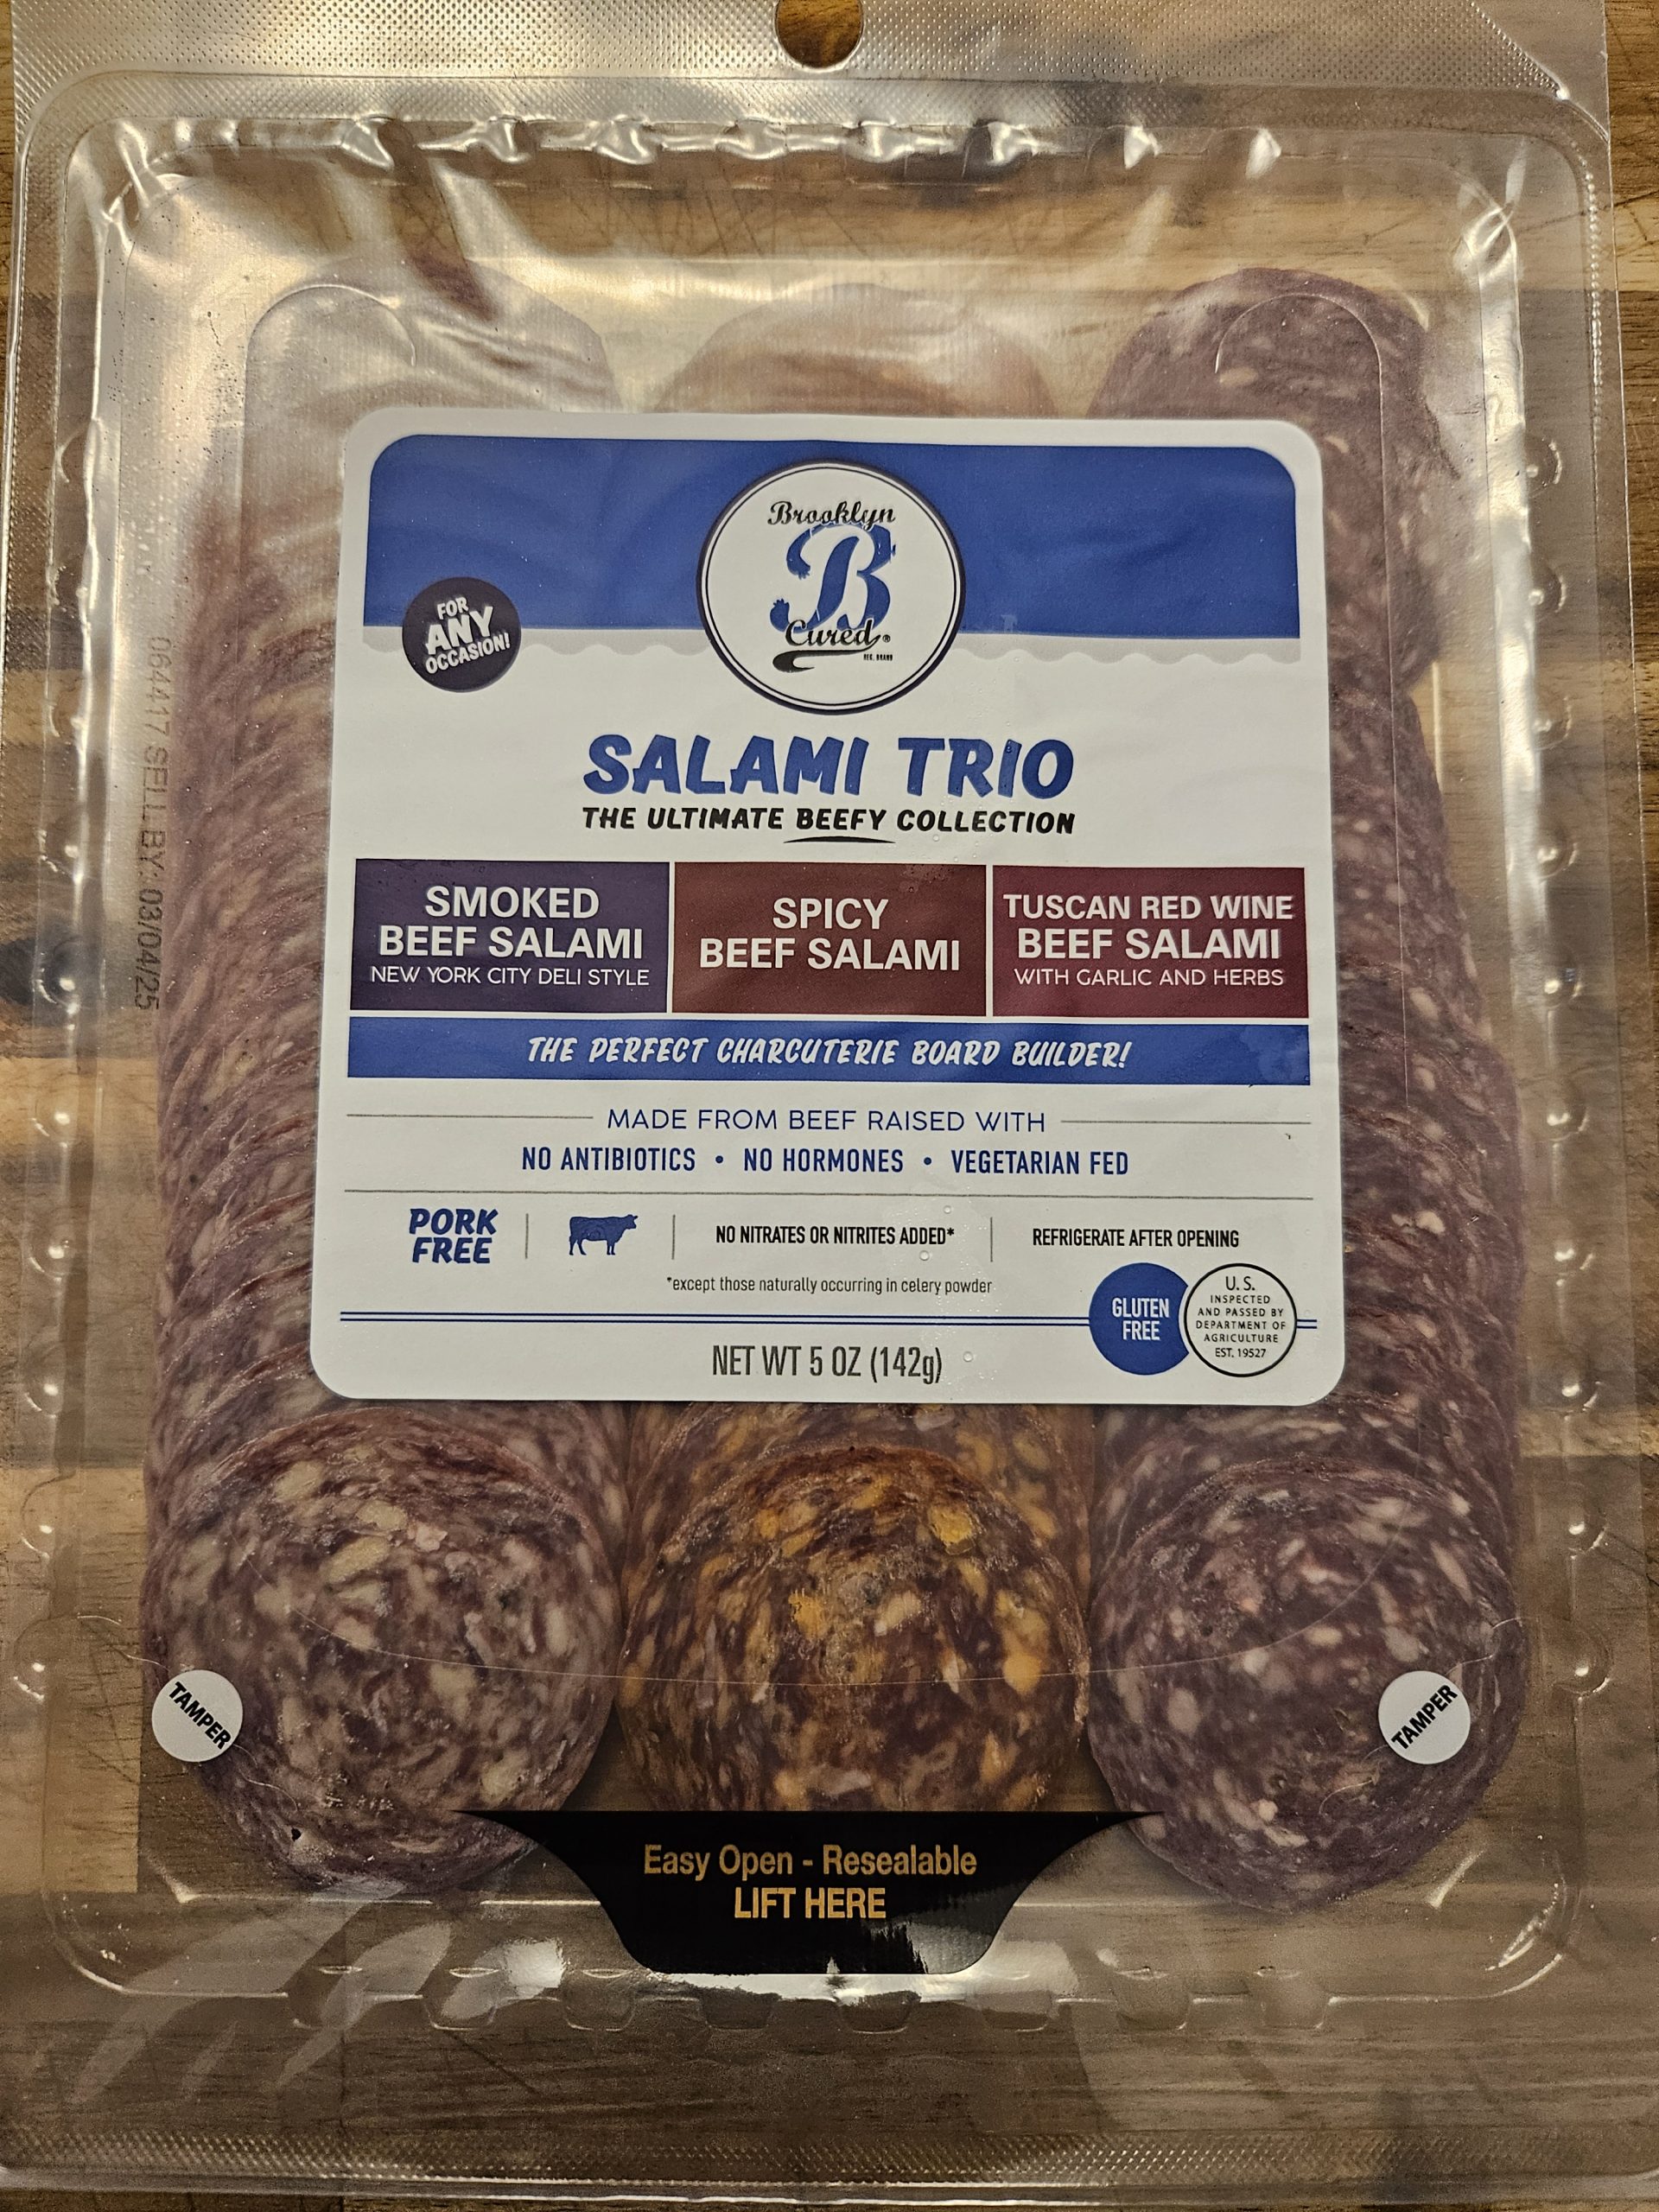 Brooklyn
B
Cured®
REG. BRAND
FOR
ANY
OCCASION!
SALAMI TRIO
THE ULTIMATE BEEFY COLLECTION
SMOKED
BEEF SALAMI
NEW YORK CITY DELI STYLE
SPICY
BEEF SALAMI
TUSCAN RED WINE
BEEF SALAMI
WITH GARLIC AND HERBS
THE PERFECT CHARCUTERIE BOARD BUILDER!
MADE FROM BEEF RAISED WITH
NO ANTIBIOTICS • NO HORMONES • VEGETARIAN FED
PORK
FREE
NO NITRATES OR NITRITES ADDED*
REFRIGERATE AFTER OPENING
*except those naturally occurring in celery powder
GLUTEN
FREE
U.S.
INSPECTED
AND PASSED BY
DEPARTMENT OF
AGRICULTURE
EST. 19527
NET WT 5 OZ (142g)
SELL BY: 03/04/25
TAMPER
TAMPER
Easy Open - Resealable
LIFT HERE